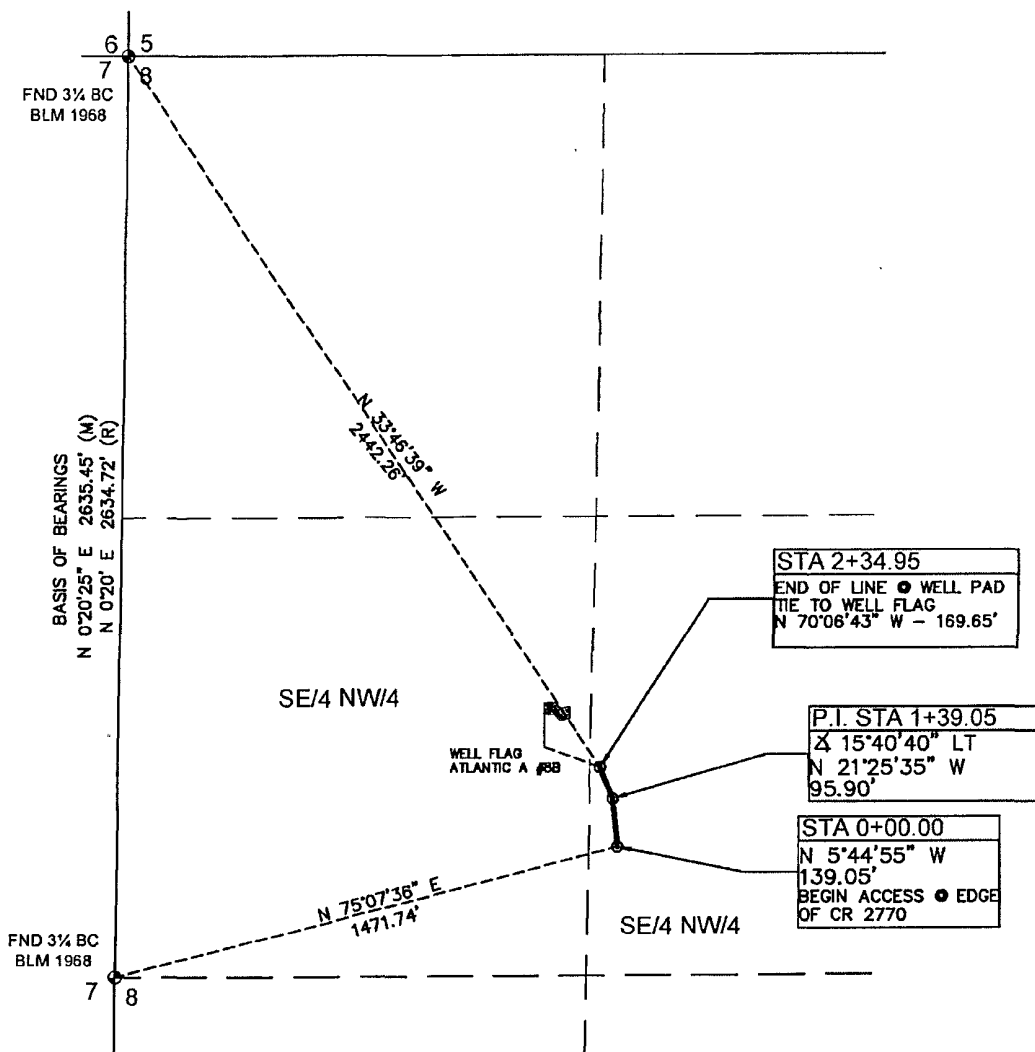 6 5
7 8
FND 3¼ BC
BLM 1968
N 33°46'39" W
2442.26'
BASIS OF BEARINGS
N 0°20'25" E 2635.45' (M)
N 0°20' E 2634.72' (R)
STA 2+34.95
END OF LINE @ WELL PAD
TIE TO WELL FLAG
N 70°06'43" W – 169.65'
SE/4 NW/4
WELL FLAG
ATLANTIC A
P.I. STA 1+39.05
∡ 15°40'40" LT
N 21°25'35" W
95.90'
STA 0+00.00
N 5°44'55" W
139.05'
BEGIN ACCESS @ EDGE
OF CR 2770
N 75°07'36" E
1471.74'
SE/4 NW/4
FND 3¼ BC
BLM 1968
7 8